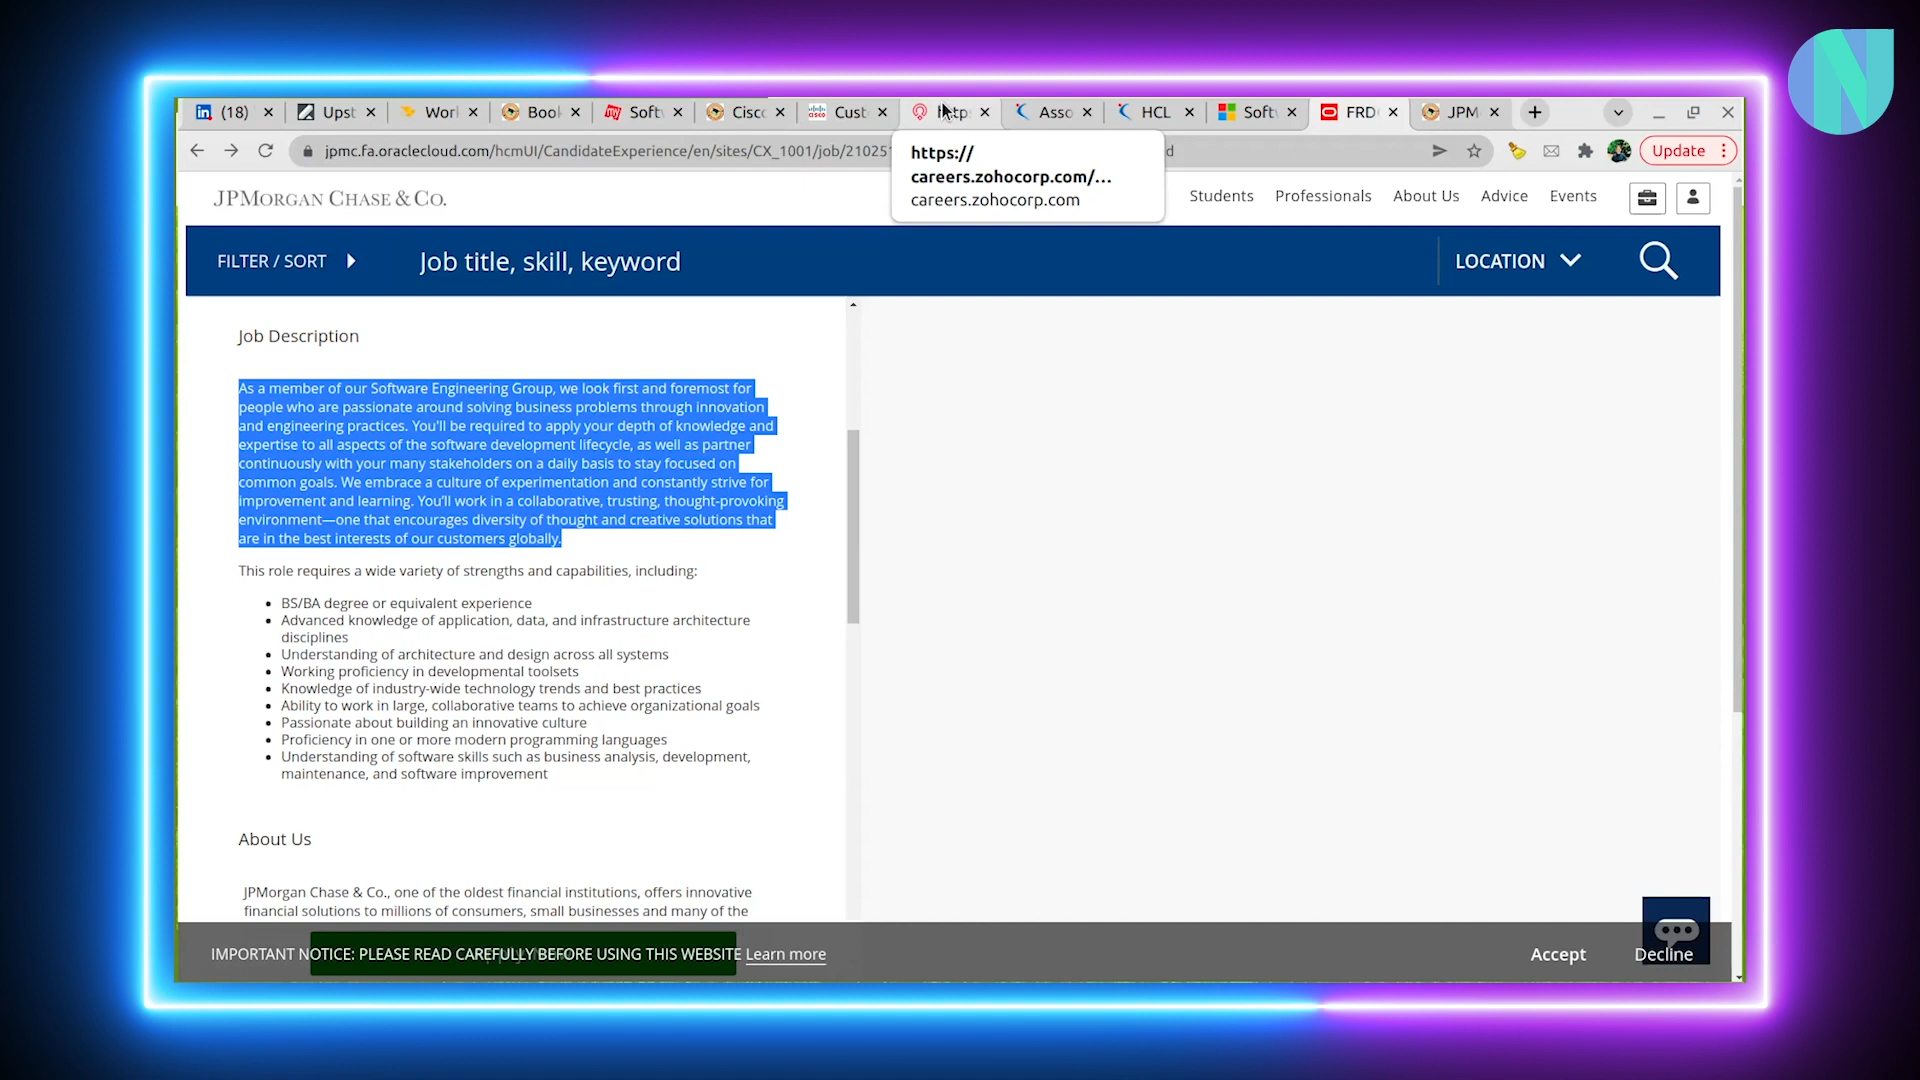 N
(18)
Upst
Worl
Bool
Softv
Cisco
Cust
https
Asso
HCL
Softv
FRD
JPM
jpmc.fa.oraclecloud.com/hcmUI/CandidateExperience/en/sites/CX_1001/job/21025
d
Update
https://
careers.zohocorp.com/...
careers.zohocorp.com
JPMORGAN CHASE & CO.
Students
Professionals
About Us
Advice
Events
FILTER / SORT
Job title, skill, keyword
LOCATION
Job Description
As a member of our Software Engineering Group, we look first and foremost for
people who are passionate around solving business problems through innovation
and engineering practices. You'll be required to apply your depth of knowledge and
expertise to all aspects of the software development lifecycle, as well as partner
continuously with your many stakeholders on a daily basis to stay focused on
common goals. We embrace a culture of experimentation and constantly strive for
improvement and learning. You'll work in a collaborative, trusting, thought-provoking
environment—one that encourages diversity of thought and creative solutions that
are in the best interests of our customers globally.
This role requires a wide variety of strengths and capabilities, including:
• BS/BA degree or equivalent experience
• Advanced knowledge of application, data, and infrastructure architecture
disciplines
• Understanding of architecture and design across all systems
• Working proficiency in developmental toolsets
• Knowledge of industry-wide technology trends and best practices
• Ability to work in large, collaborative teams to achieve organizational goals
• Passionate about building an innovative culture
• Proficiency in one or more modern programming languages
• Understanding of software skills such as business analysis, development,
maintenance, and software improvement
About Us
JPMorgan Chase & Co., one of the oldest financial institutions, offers innovative
financial solutions to millions of consumers, small businesses and many of the
IMPORTANT NOTICE: PLEASE READ CAREFULLY BEFORE USING THIS WEBSITE Learn more
Accept
Decline